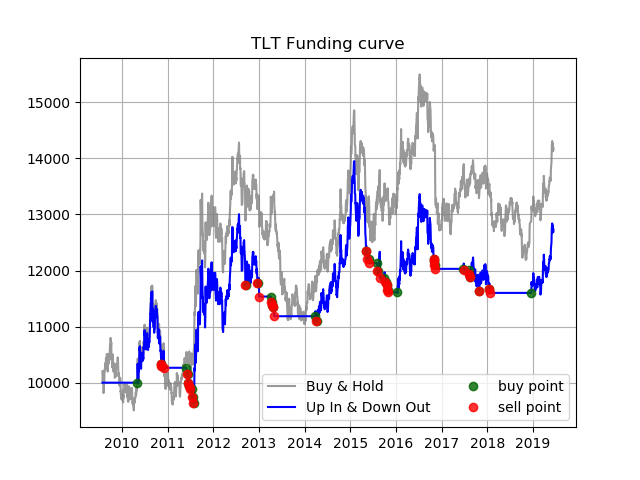 TLT Funding curve
15000
14000
13000
12000
11000
10000
Buy & Hold
Up In & Down Out
buy point
sell point
2010 2011 2012 2013 2014 2015 2016 2017 2018 2019